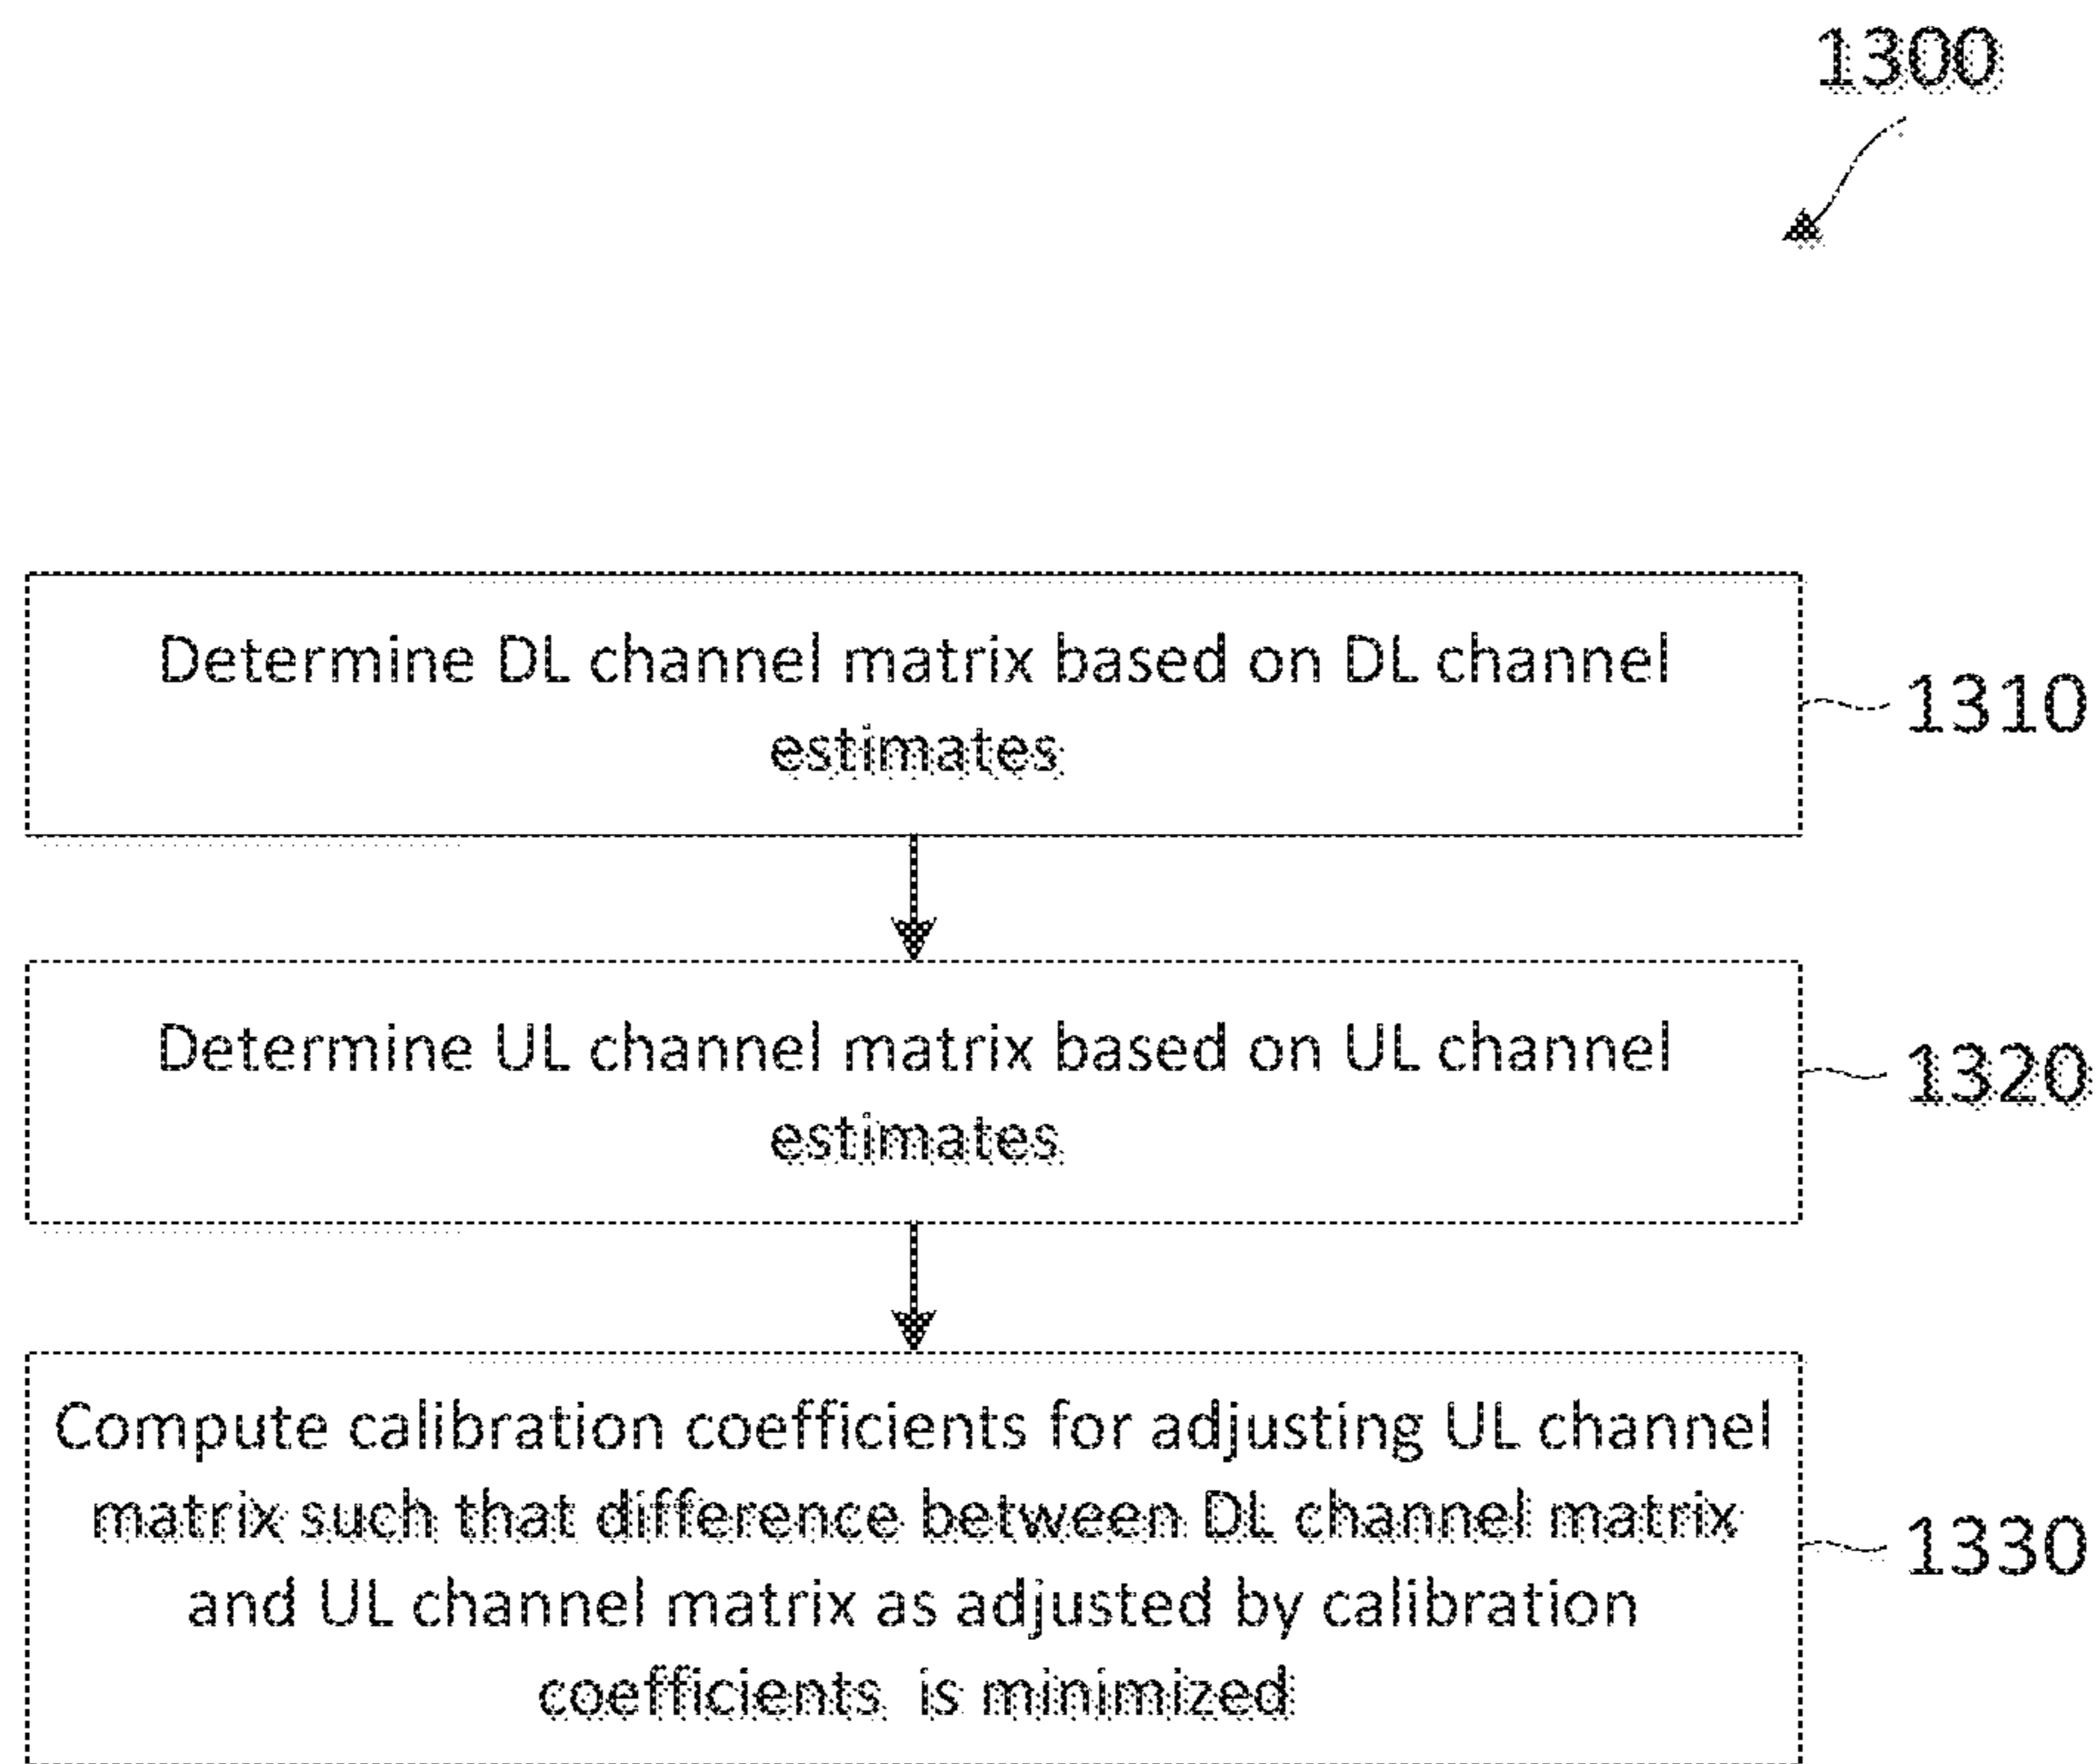 1300
Determine DL channel matrix based on DL channel
estimates
1310
Determine UL channel matrix based on UL channel
estimates
1320
Compute calibration coefficients for adjusting UL channel
matrix such that difference between DL channel matrix
and UL channel matrix as adjusted by calibration
coefficients is minimized
1330